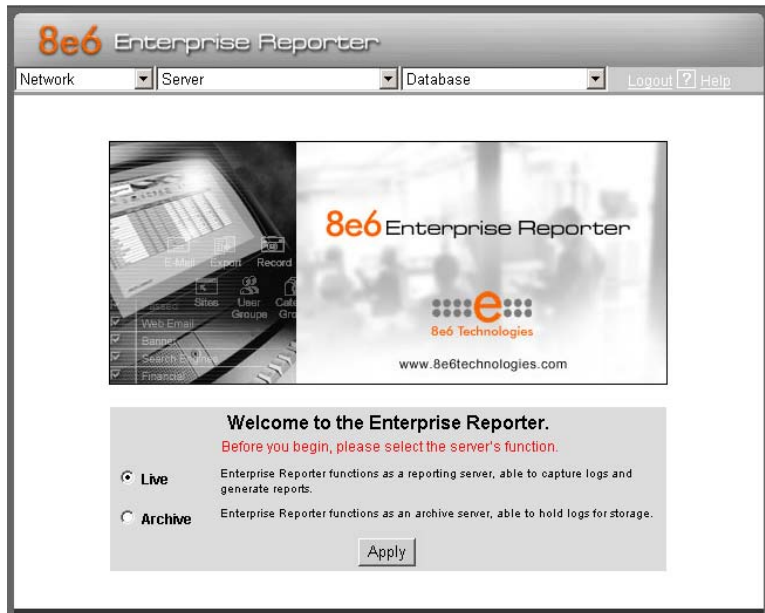 8e6 Enterprise Reporter
Network Server Database Logout ? Help
8e6 Enterprise Reporter
E-Mail Export Record
Sites User Groups
Web Email
Banner
Search Engines
Financial
8e6 Technologies
www.8e6technologies.com
Welcome to the Enterprise Reporter.
Before you begin, please select the server's function.
Live Enterprise Reporter functions as a reporting server, able to capture logs and
generate reports.
Archive Enterprise Reporter functions as an archive server, able to hold logs for storage.
Apply